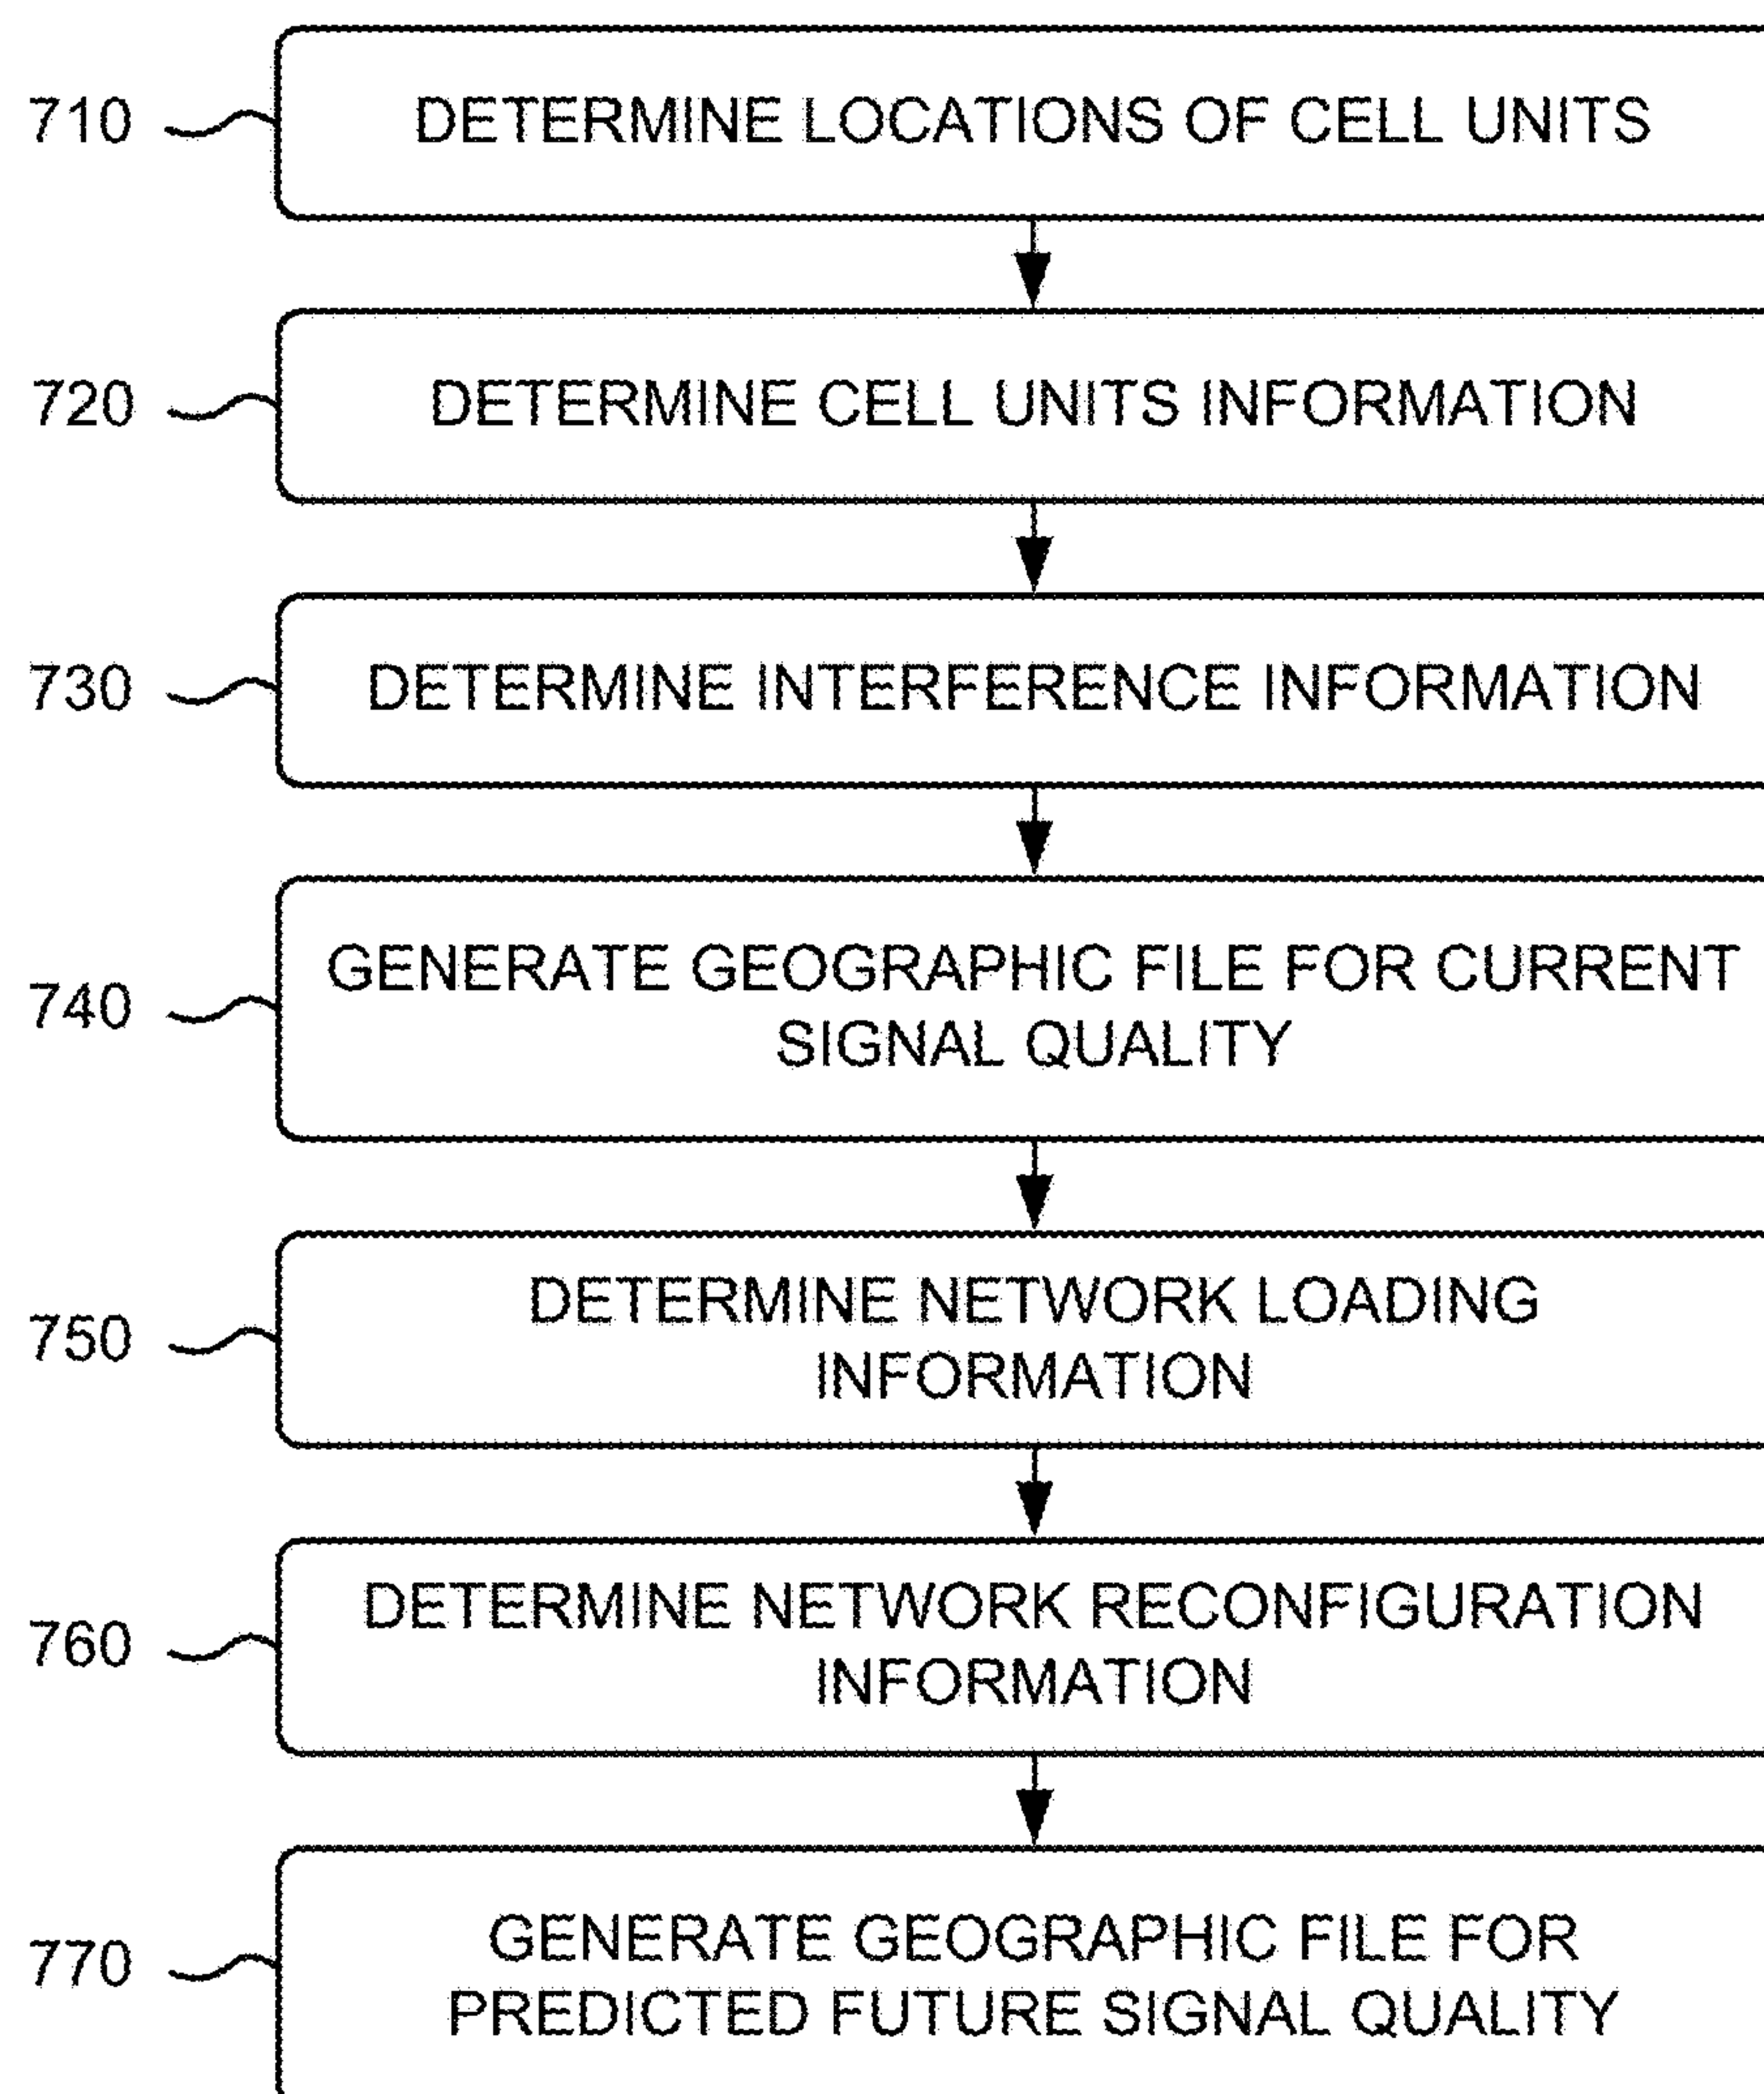 710 DETERMINE LOCATIONS OF CELL UNITS
720 DETERMINE CELL UNITS INFORMATION
730 DETERMINE INTERFERENCE INFORMATION
740 GENERATE GEOGRAPHIC FILE FOR CURRENT
SIGNAL QUALITY
750 DETERMINE NETWORK LOADING
INFORMATION
760 DETERMINE NETWORK RECONFIGURATION
INFORMATION
770 GENERATE GEOGRAPHIC FILE FOR
PREDICTED FUTURE SIGNAL QUALITY